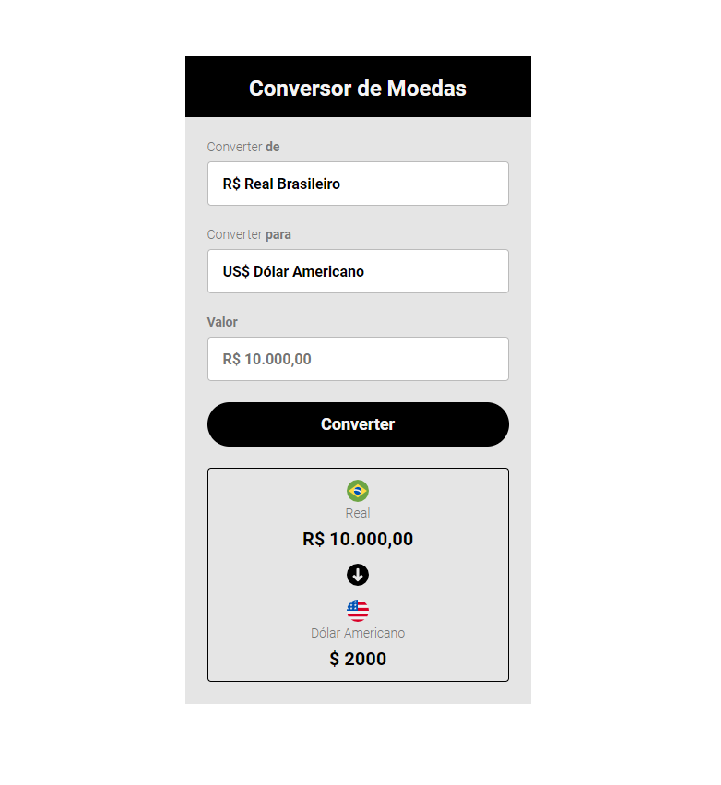 Conversor de Moedas
Converter de
R$ Real Brasileiro
Converter para
US$ Dólar Americano
Valor
R$ 10.000,00
Converter
Real
R$ 10.000,00
Dólar Americano
$ 2000